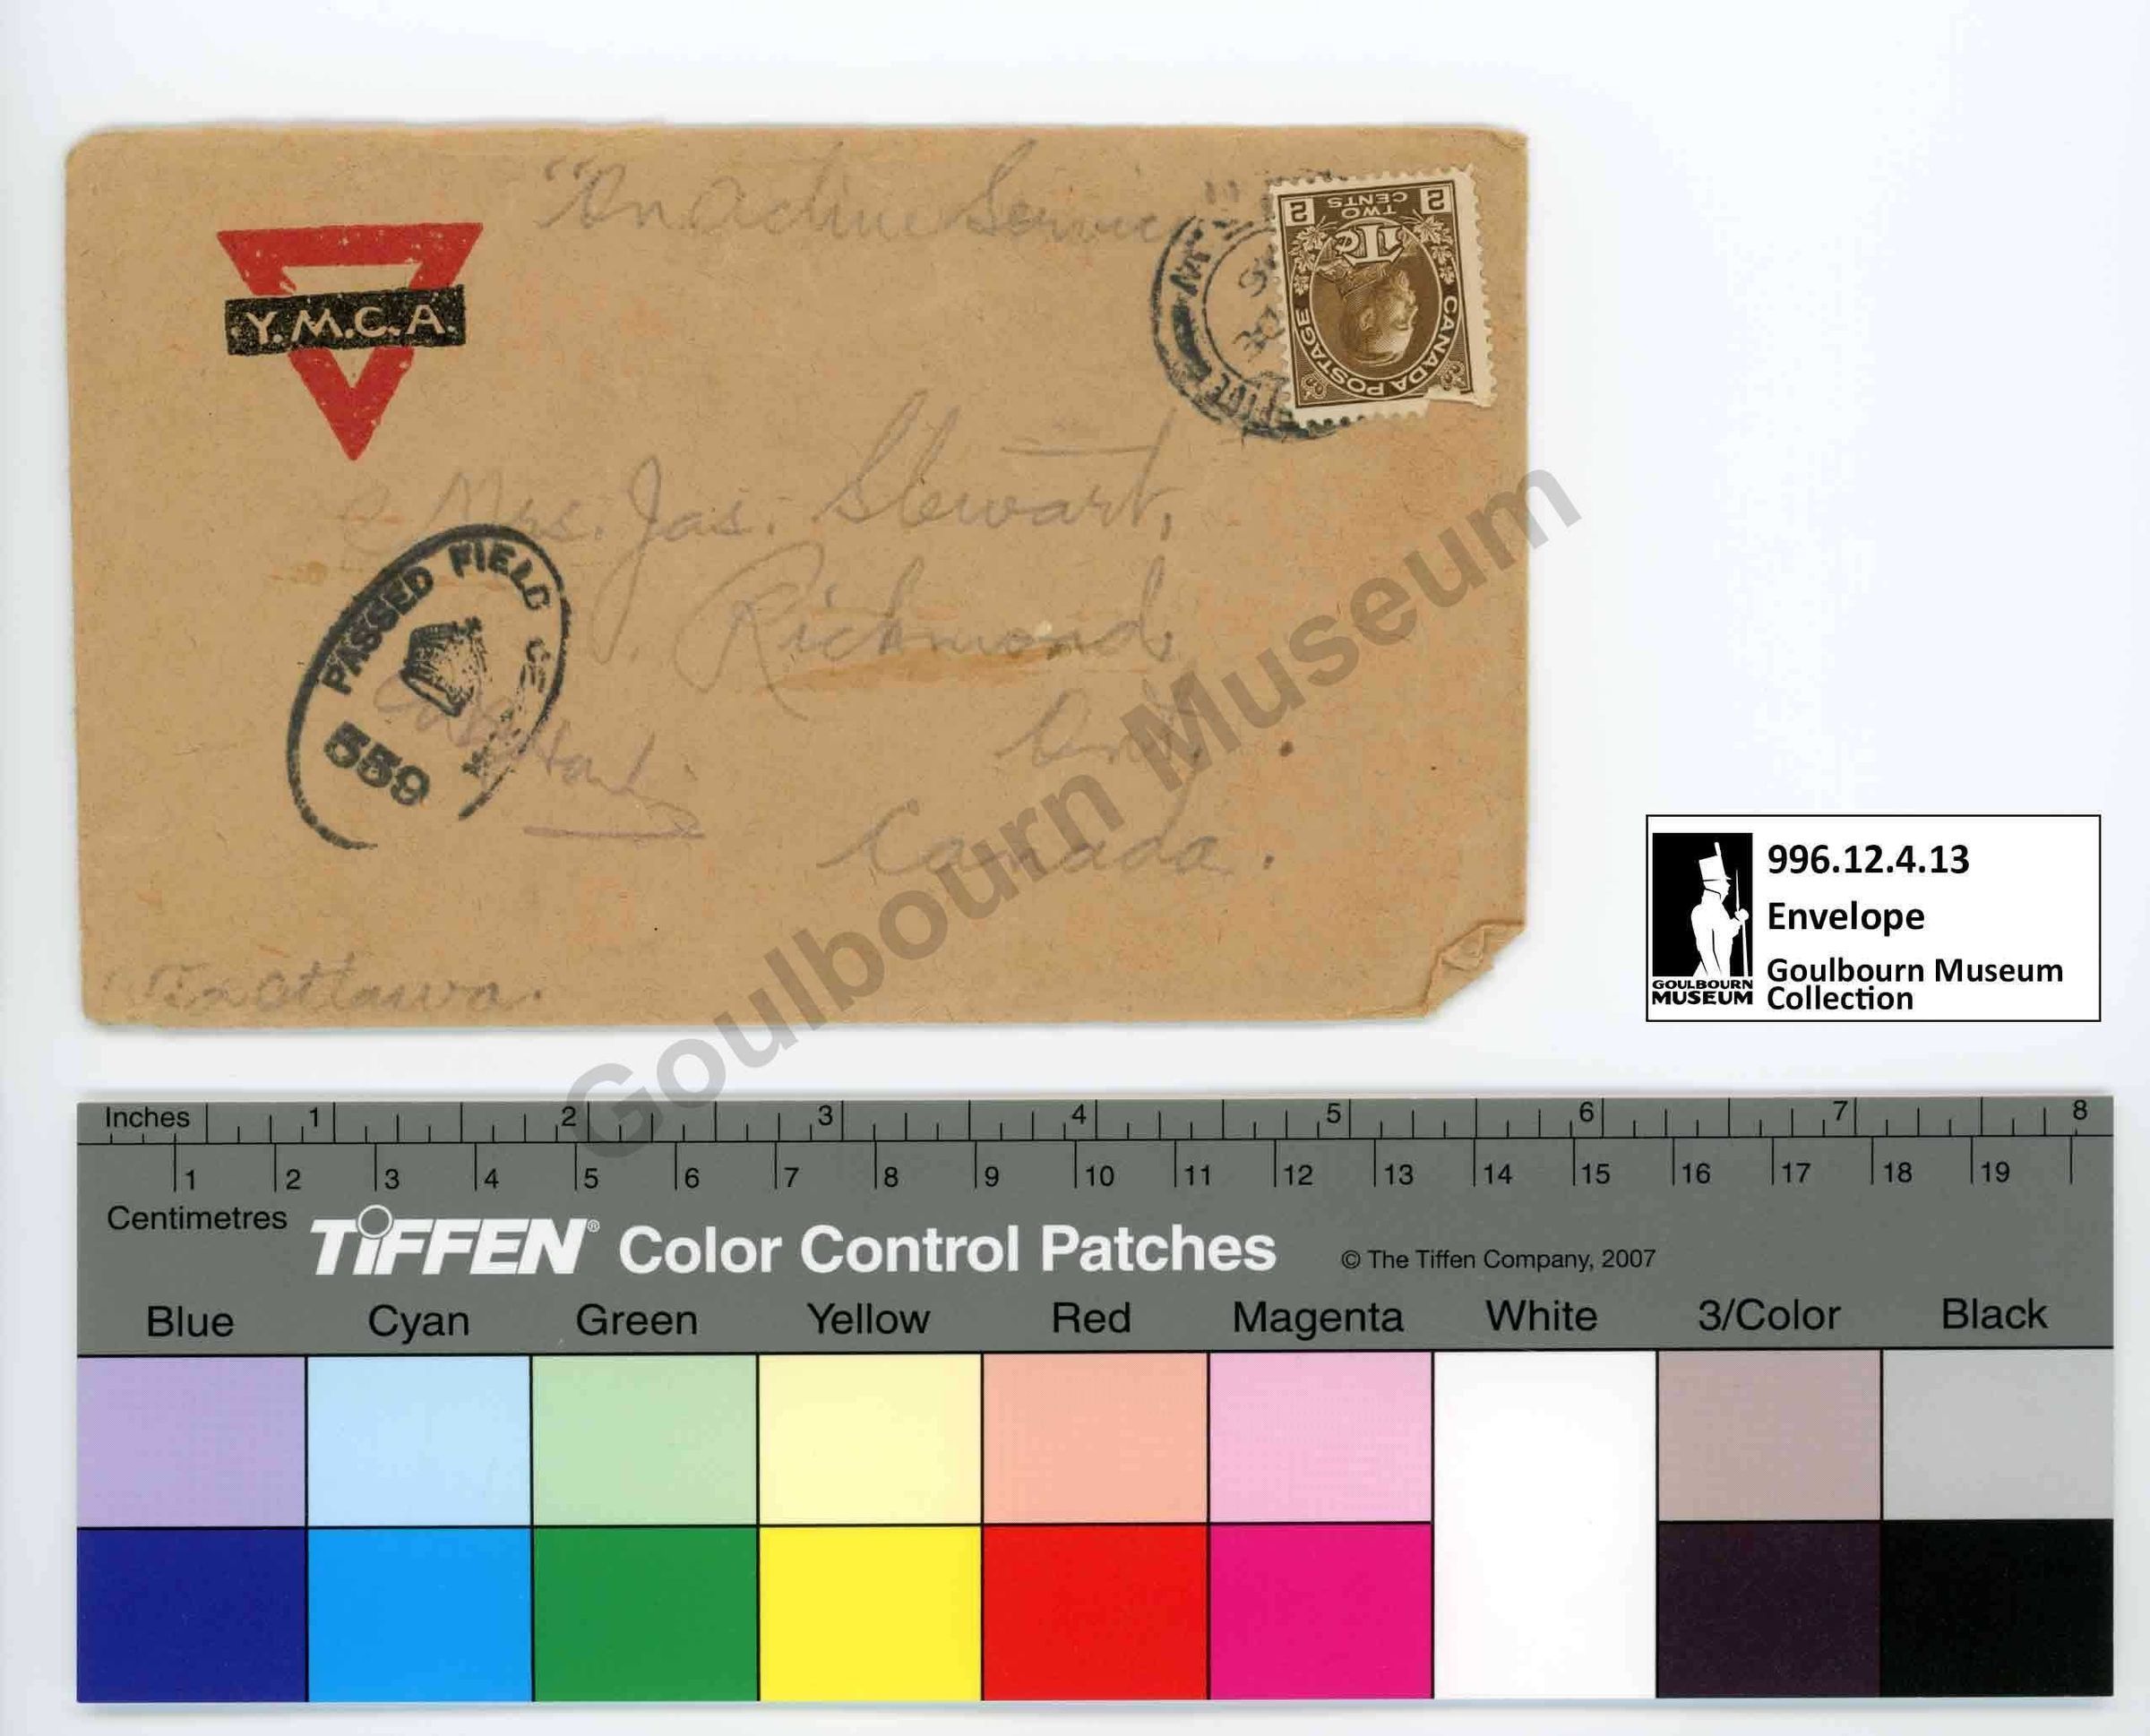 "On Active Service"
Y.M.C.A.
2 TWO CENTS 2
1Tc
CANADA POSTAGE
Mrs. Jas. Stewart,
Richmond
Ont
Canada.
PASSED FIELD
559
Via Ottawa.
Goulbourn Museum
996.12.4.13
Envelope
GOULBOURN MUSEUM
Goulbourn Museum
Collection
Inches 1 2 3 4 5 6 7 8
1 2 3 4 5 6 7 8 9 10 11 12 13 14 15 16 17 18 19
Centimetres
TIFFEN® Color Control Patches © The Tiffen Company, 2007
Blue Cyan Green Yellow Red Magenta White 3/Color Black